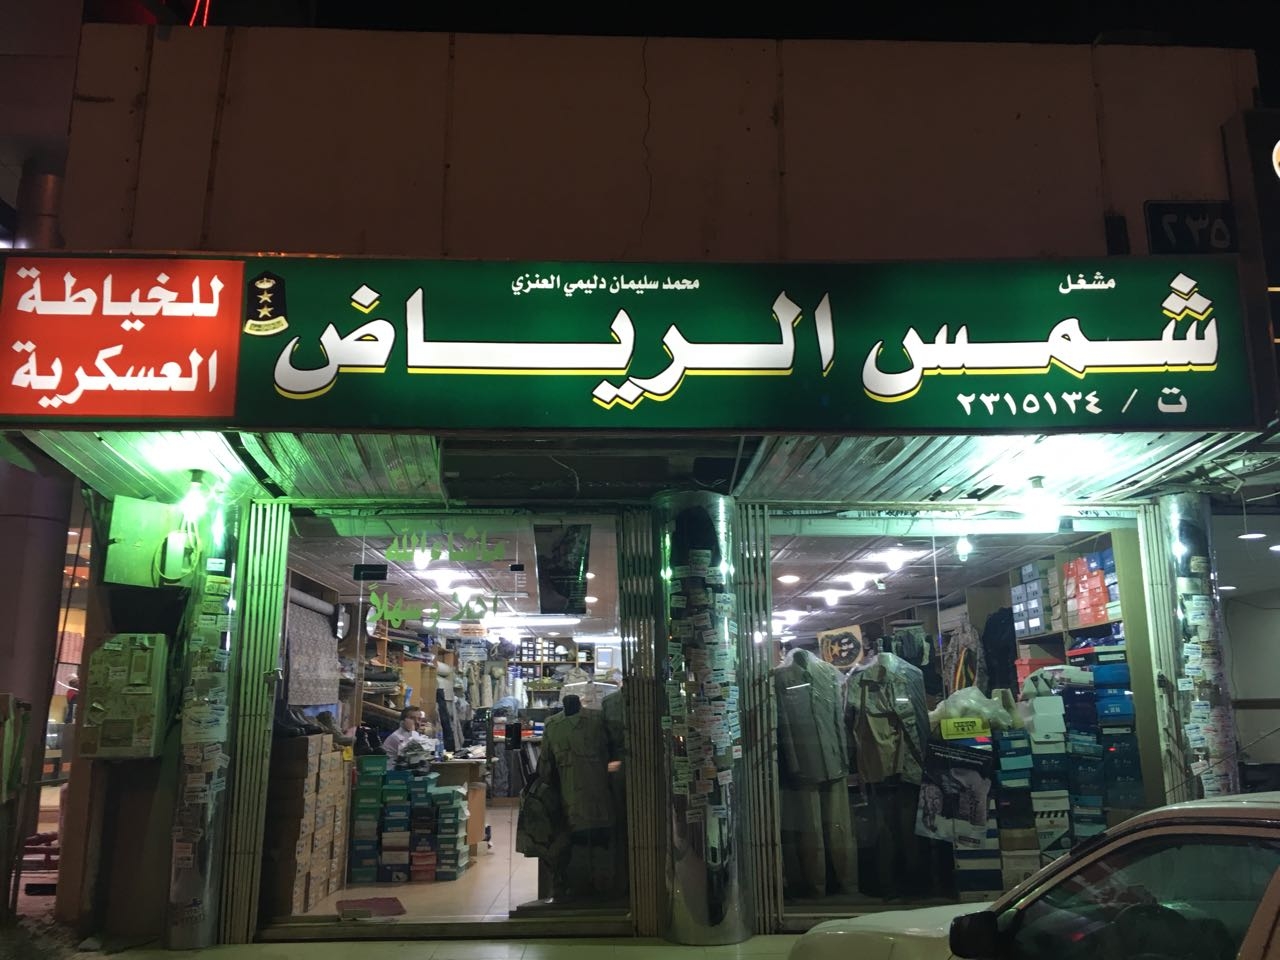 مشغل
محمد سليمان دليمي العنزي
شمس الرياض
ت / ٢٣١٥١٣٤
للخياطة
العسكرية
٢٣٥
ماشاء الله
أهلا وسهلاً